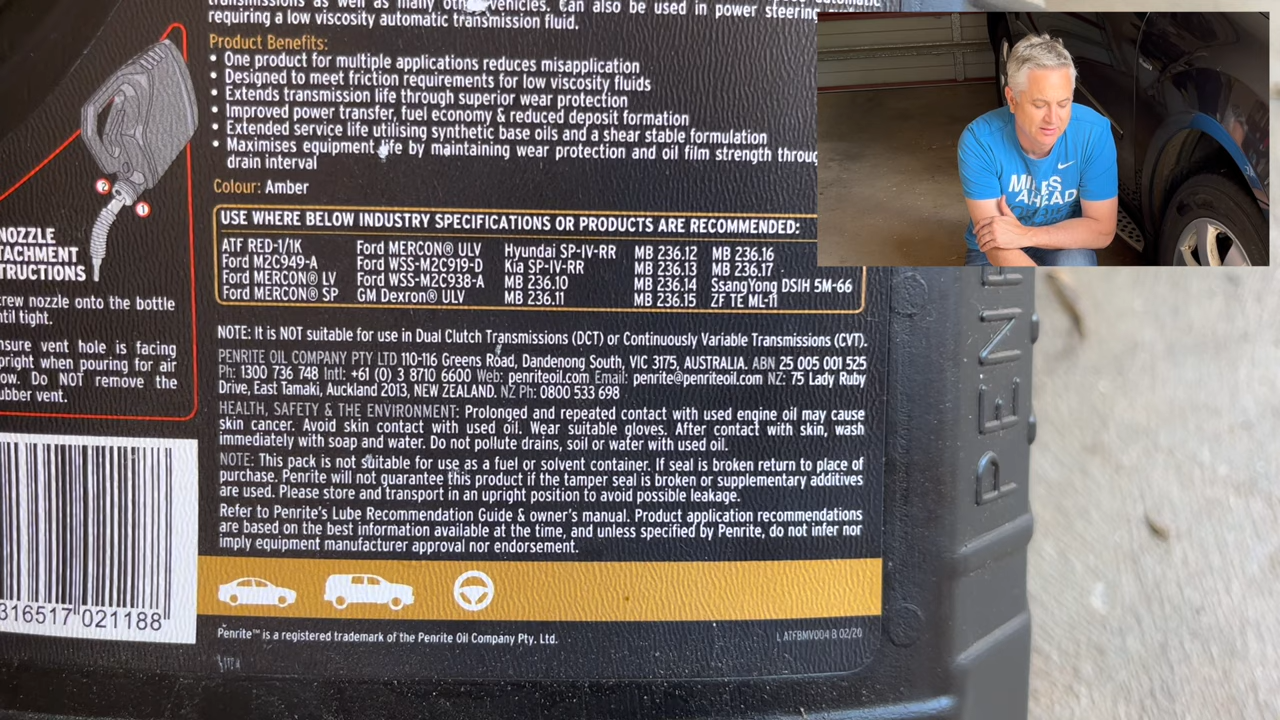 transmissions as well as many other vehicles. Can also be used in power steering
requiring a low viscosity automatic transmission fluid.
Product Benefits:
• One product for multiple applications reduces misapplication
• Designed to meet friction requirements for low viscosity fluids
• Extends transmission life through superior wear protection
• Improved power transfer, fuel economy & reduced deposit formation
• Extended service life utilising synthetic base oils and a shear stable formulation
• Maximises equipment life by maintaining wear protection and oil film strength throug
drain interval
Colour: Amber
USE WHERE BELOW INDUSTRY SPECIFICATIONS OR PRODUCTS ARE RECOMMENDED:
ATF RED-1/1K Ford MERCON® ULV Hyundai SP-IV-RR MB 236.12 MB 236.16
Ford M2C949-A Ford WSS-M2C919-D Kia SP-IV-RR MB 236.13 MB 236.17
Ford MERCON® LV Ford WSS-M2C938-A MB 236.10 MB 236.14 SsangYong DSIH 5M-66
Ford MERCON® SP GM Dexron® ULV MB 236.11 MB 236.15 ZF TE ML-11
NOTE: It is NOT suitable for use in Dual Clutch Transmissions (DCT) or Continuously Variable Transmissions (CVT).
PENRITE OIL COMPANY PTY LTD 110-116 Greens Road, Dandenong South, VIC 3175, AUSTRALIA. ABN 25 005 001 525
Ph: 1300 736 748 Intl: +61 (0) 3 8710 6600 Web: penriteoil.com Email: penrite@penriteoil.com NZ: 75 Lady Ruby
Drive, East Tamaki, Auckland 2013, NEW ZEALAND. NZ Ph: 0800 533 698
HEALTH, SAFETY & THE ENVIRONMENT: Prolonged and repeated contact with used engine oil may cause
skin cancer. Avoid skin contact with used oil. Wear suitable gloves. After contact with skin, wash
immediately with soap and water. Do not pollute drains, soil or water with used oil.
NOTE: This pack is not suitable for use as a fuel or solvent container. If seal is broken return to place of
purchase. Penrite will not guarantee this product if the tamper seal is broken or supplementary additives
are used. Please store and transport in an upright position to avoid possible leakage.
Refer to Penrite's Lube Recommendation Guide & owner's manual. Product application recommendations
are based on the best information available at the time, and unless specified by Penrite, do not infer nor
imply equipment manufacturer approval nor endorsement.
Penrite™ is a registered trademark of the Penrite Oil Company Pty. Ltd.
L ATFBMV004 B 02/20
2
1
NOZZLE
TACHMENT
TRUCTIONS
crew nozzle onto the bottle
ntil tight.
nsure vent hole is facing
pright when pouring for air
ow. Do NOT remove the
ubber vent.
316517 021188
MILES
AHEAD
PENR